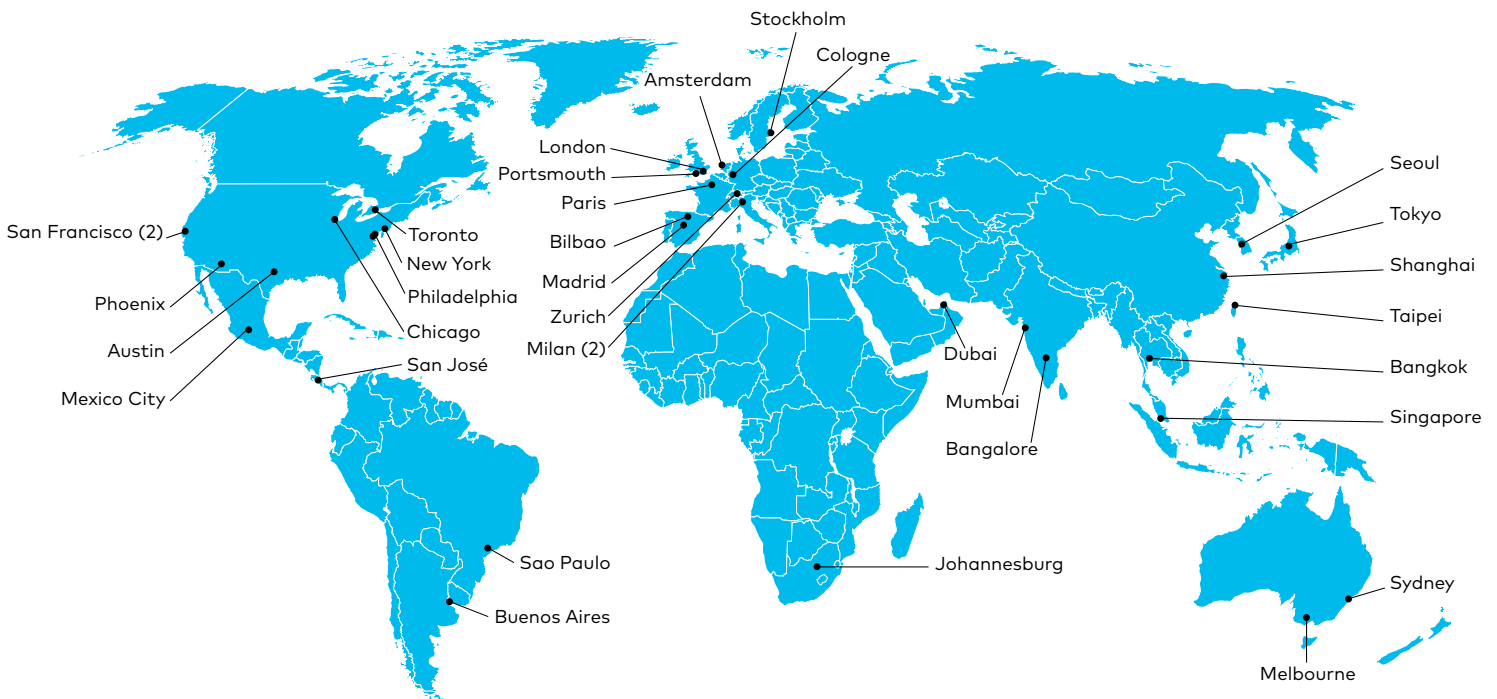 Stockholm
Cologne
Amsterdam
London
Portsmouth
Paris
Bilbao
Madrid
Zurich
Milan (2)
San Francisco (2)
Phoenix
Austin
Mexico City
Toronto
New York
Philadelphia
Chicago
San José
Sao Paulo
Buenos Aires
Dubai
Mumbai
Bangalore
Johannesburg
Seoul
Tokyo
Shanghai
Taipei
Bangkok
Singapore
Sydney
Melbourne